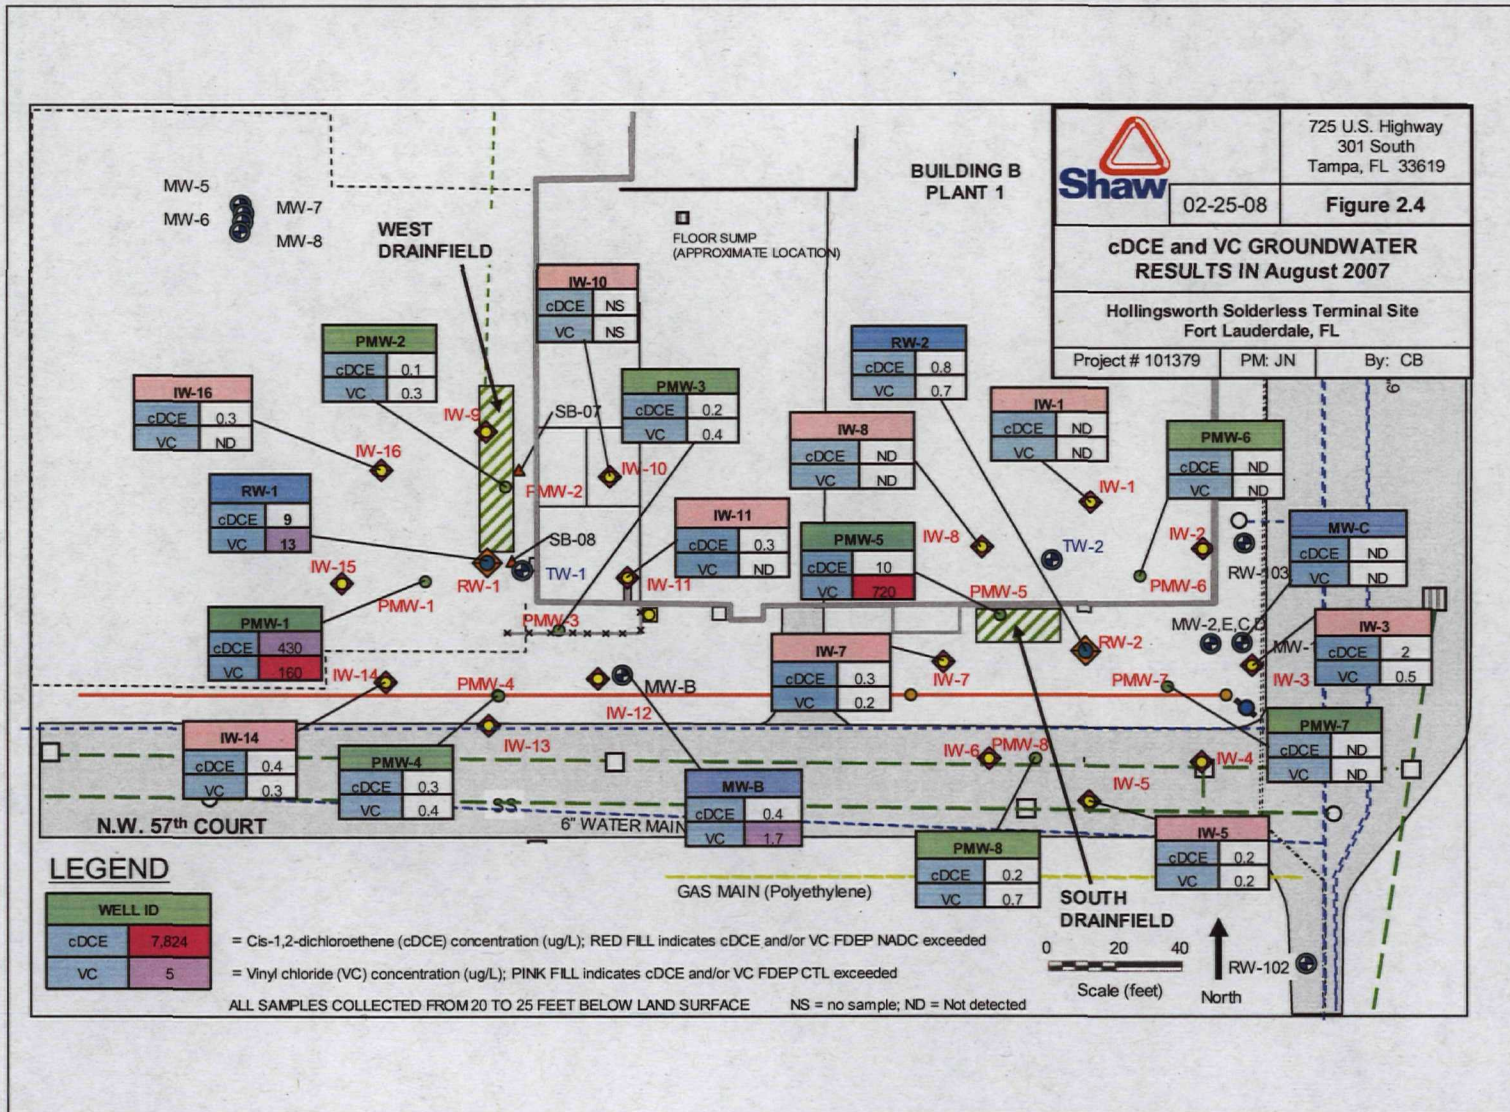 Shaw
725 U.S. Highway
301 South
Tampa, FL 33619
02-25-08
Figure 2.4
cDCE and VC GROUNDWATER
RESULTS IN August 2007
Hollingsworth Solderless Terminal Site
Fort Lauderdale, FL
Project # 101379
PM: JN
By: CB
BUILDING B
PLANT 1
MW-5
MW-6
MW-7
MW-8
WEST
DRAINFIELD
FLOOR SUMP
(APPROXIMATE LOCATION)
6"
IW-10
cDCE NS
VC NS
PMW-2
cDCE 0.1
VC 0.3
RW-2
cDCE 0.8
VC 0.7
IW-16
cDCE 0.3
VC ND
PMW-3
cDCE 0.2
VC 0.4
IW-1
cDCE ND
VC ND
IW-8
cDCE ND
VC ND
PMW-6
cDCE ND
VC ND
IW-9
SB-07
IW-16
IW-10
PMW-2
IW-1
RW-1
cDCE 9
VC 13
IW-11
cDCE 0.3
VC ND
PMW-5
cDCE 10
VC 720
MW-C
cDCE ND
VC ND
SB-08
IW-8
TW-2
IW-2
RW-103
IW-15
PMW-1
RW-1
TW-1
IW-11
PMW-5
PMW-6
PMW-3
PMW-1
cDCE 430
VC 160
IW-7
cDCE 0.3
VC 0.2
MW-2,E,C,D
MW-1
RW-2
IW-3
cDCE 2
VC 0.5
IW-14
PMW-4
MW-B
IW-7
PMW-7
IW-3
IW-12
IW-13
IW-14
cDCE 0.4
VC 0.3
PMW-4
cDCE 0.3
VC 0.4
PMW-7
cDCE ND
VC ND
IW-6
PMW-8
IW-4
IW-5
MW-B
cDCE 0.4
VC 1.7
N.W. 57th COURT
SS
6" WATER MAIN
PMW-8
cDCE 0.2
VC 0.7
IW-5
cDCE 0.2
VC 0.2
GAS MAIN (Polyethylene)
SOUTH
DRAINFIELD
LEGEND
WELL ID
cDCE 7,824
= Cis-1,2-dichloroethene (cDCE) concentration (ug/L); RED FILL indicates cDCE and/or VC FDEP NADC exceeded
VC 5
= Vinyl chloride (VC) concentration (ug/L); PINK FILL indicates cDCE and/or VC FDEP CTL exceeded
ALL SAMPLES COLLECTED FROM 20 TO 25 FEET BELOW LAND SURFACE
NS = no sample; ND = Not detected
0 20 40
Scale (feet)
North
RW-102